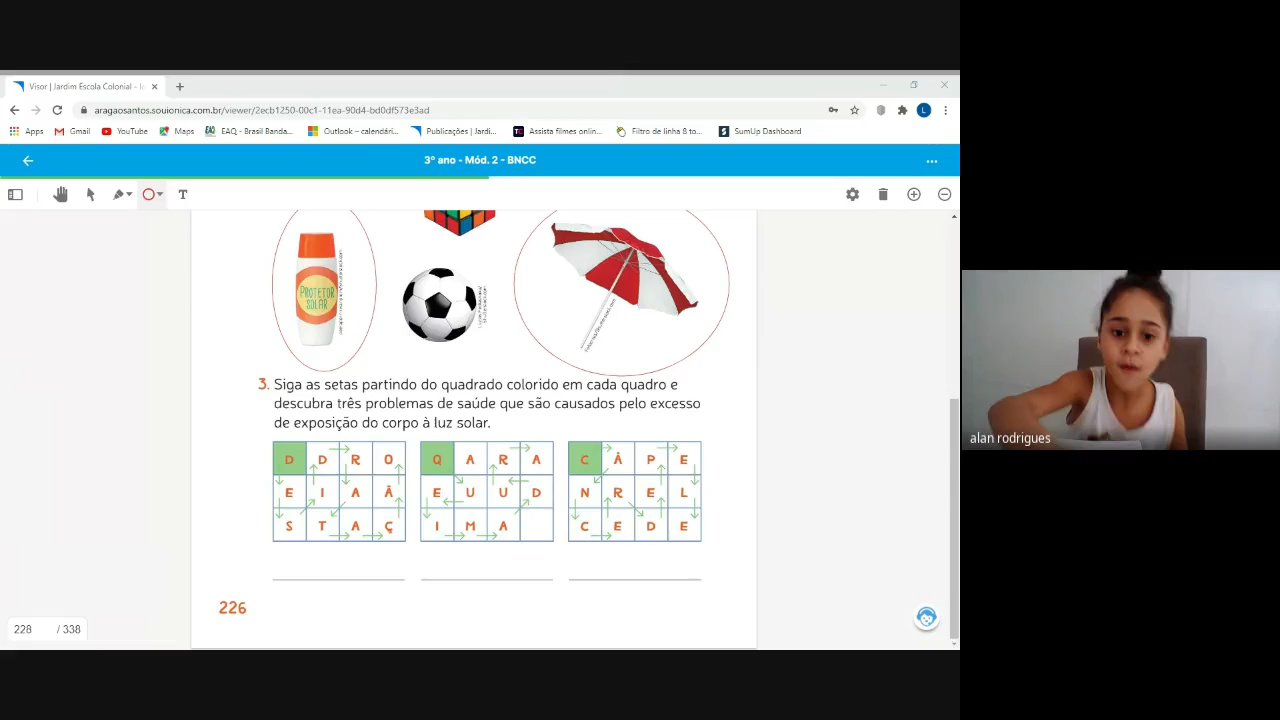 Visor | Jardim Escola Colonial - I
aragaosantos.souionica.com.br/viewer/2ecb1250-00c1-11ea-90d4-bd0df573e3ad
L
Apps Gmail YouTube Maps EAQ - Brasil Banda... Outlook – calendári... Publicações | Jardi... TC Assista filmes onlin... Filtro de linha 8 to... S SumUp Dashboard
3º ano - Mód. 2 - BNCC
T
PROTETOR
SOLAR
3. Siga as setas partindo do quadrado colorido em cada quadro e
descubra três problemas de saúde que são causados pelo excesso
de exposição do corpo à luz solar.
D D R O Q A R A C Â P E
E I A Ã E U U D N R E L
S T A Ç I M A C E D E
226
228 / 338
alan rodrigues